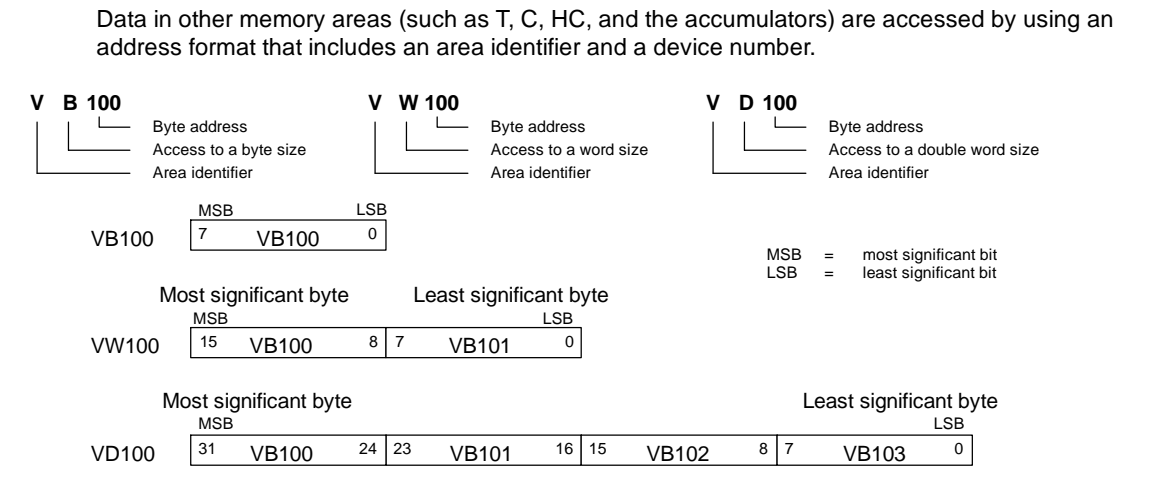 Data in other memory areas (such as T, C, HC, and the accumulators) are accessed by using an
address format that includes an area identifier and a device number.
V B 100
Byte address
Access to a byte size
Area identifier
V W 100
Byte address
Access to a word size
Area identifier
V D 100
Byte address
Access to a double word size
Area identifier
MSB LSB
VB100 7 VB100 0
MSB = most significant bit
LSB = least significant bit
Most significant byte Least significant byte
MSB LSB
VW100 15 VB100 8 7 VB101 0
Most significant byte Least significant byte
MSB LSB
VD100 31 VB100 24 23 VB101 16 15 VB102 8 7 VB103 0